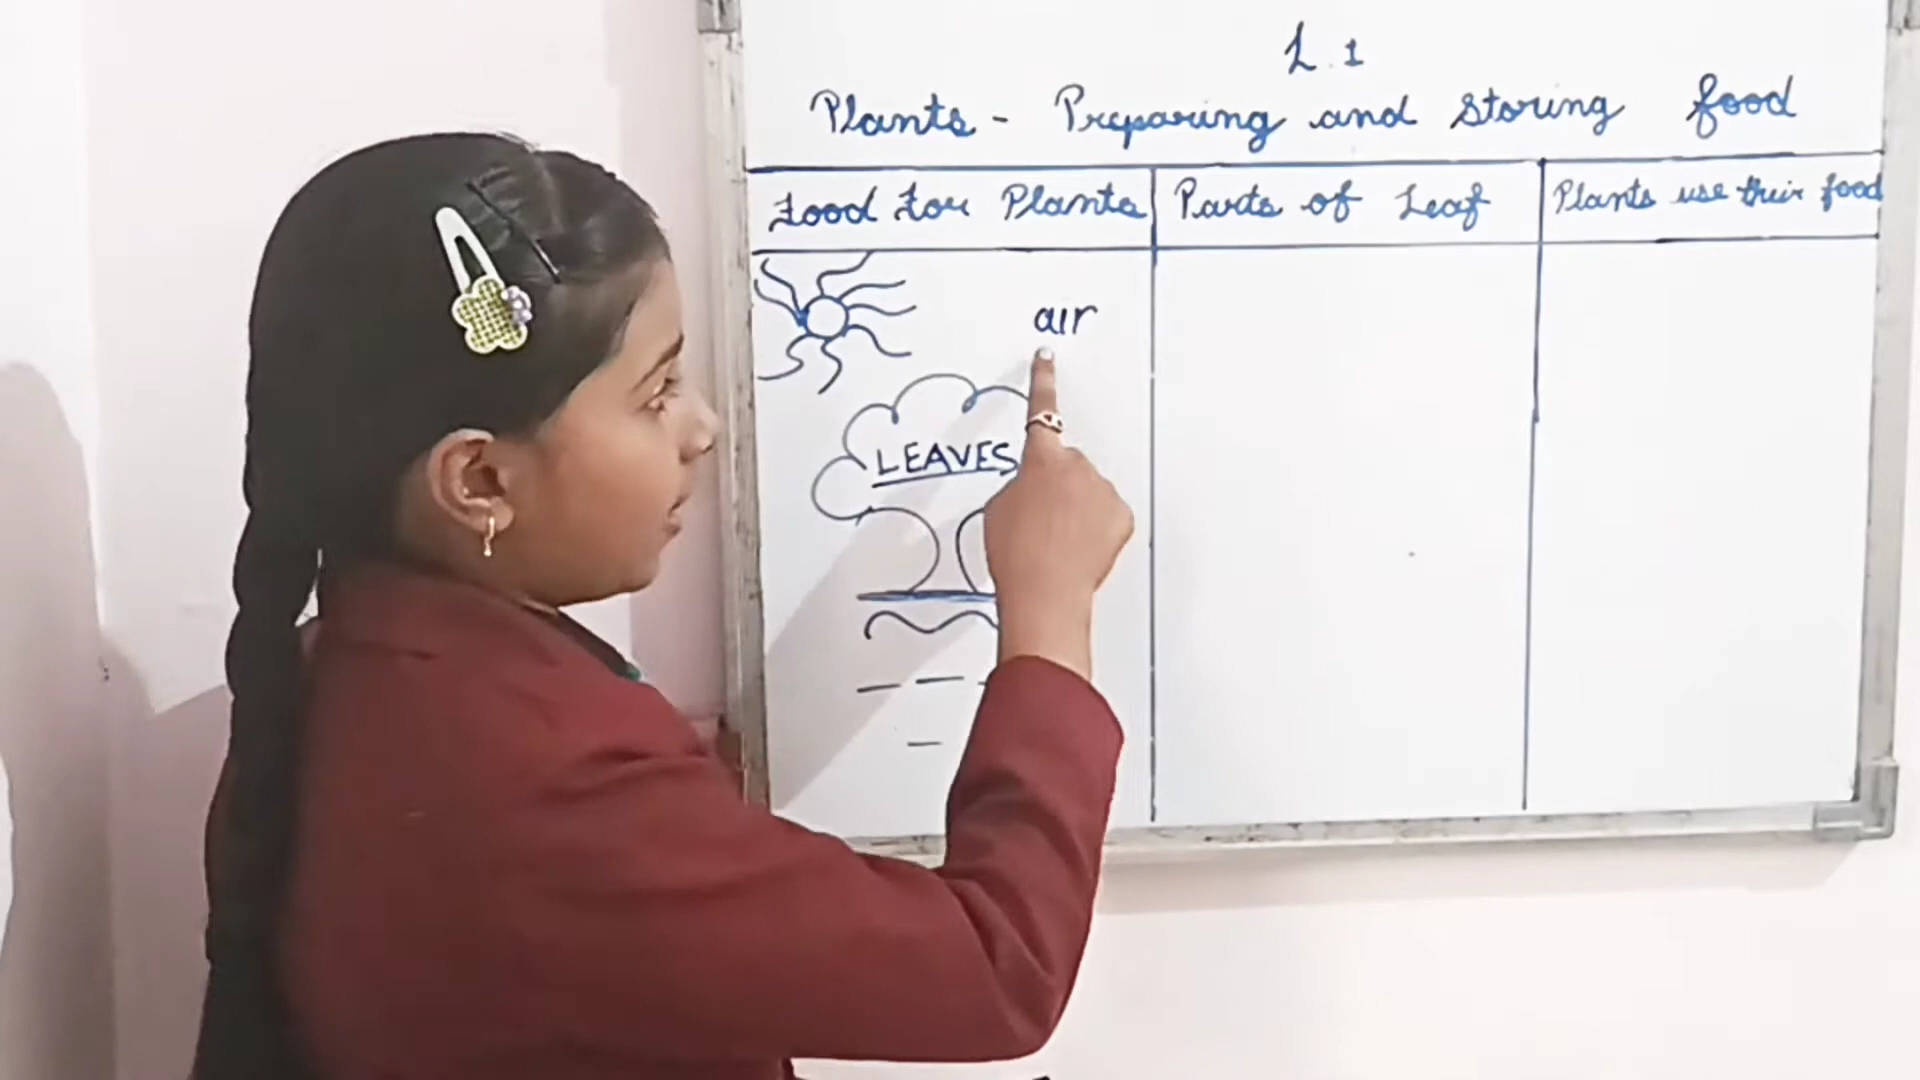 L.1
Plants - Preparing and Storing food
Food For Plants
Parts of Leaf
Plants use their food
air
LEAVES